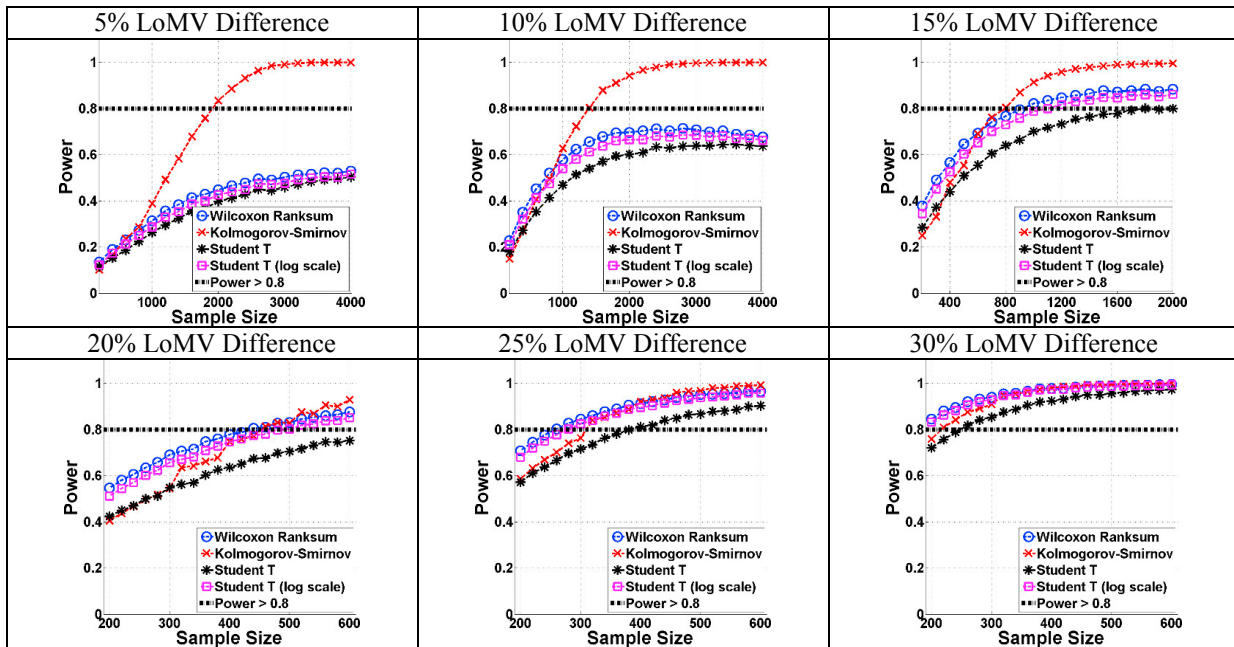 5% LoMV Difference
10% LoMV Difference
15% LoMV Difference
1
0.8
0.6
0.4
0.2
0
Power
Wilcoxon Ranksum
Kolmogorov-Smirnov
Student T
Student T (log scale)
Power > 0.8
1000 2000 3000 4000
Sample Size
1
0.8
0.6
0.4
0.2
0
Power
Wilcoxon Ranksum
Kolmogorov-Smirnov
Student T
Student T (log scale)
Power > 0.8
1000 2000 3000 4000
Sample Size
1
0.8
0.6
0.4
0.2
0
Power
Wilcoxon Ranksum
Kolmogorov-Smirnov
Student T
Student T (log scale)
Power > 0.8
400 800 1200 1600 2000
Sample Size
20% LoMV Difference
25% LoMV Difference
30% LoMV Difference
1
0.8
0.6
0.4
0.2
0
Power
Wilcoxon Ranksum
Kolmogorov-Smirnov
Student T
Student T (log scale)
Power > 0.8
200 300 400 500 600
Sample Size
1
0.8
0.6
0.4
0.2
0
Power
Wilcoxon Ranksum
Kolmogorov-Smirnov
Student T
Student T (log scale)
Power > 0.8
200 300 400 500 600
Sample Size
1
0.8
0.6
0.4
0.2
0
Power
Wilcoxon Ranksum
Kolmogorov-Smirnov
Student T
Student T (log scale)
Power > 0.8
200 300 400 500 600
Sample Size